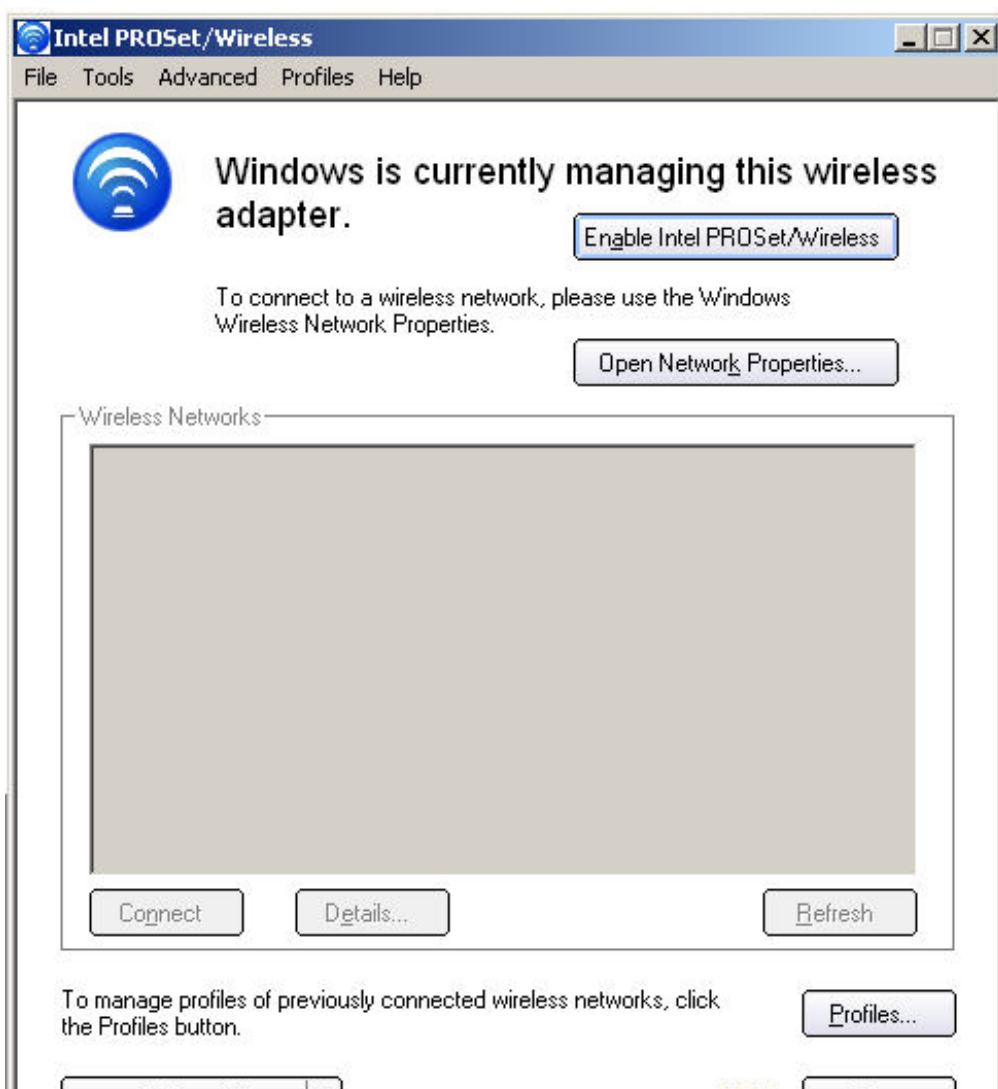 Intel PROSet/Wireless
File Tools Advanced Profiles Help
Windows is currently managing this wireless
adapter.
Enable Intel PROSet/Wireless
To connect to a wireless network, please use the Windows
Wireless Network Properties.
Open Network Properties...
Wireless Networks
Connect Details... Refresh
To manage profiles of previously connected wireless networks, click
the Profiles button.
Profiles...